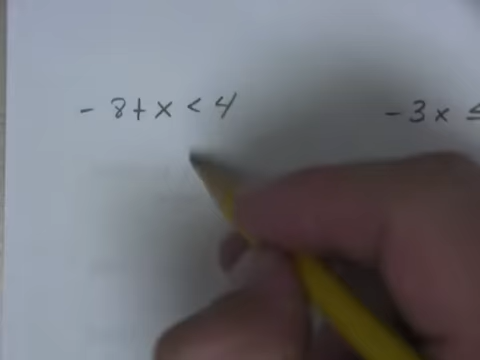 - 8 + x < 4
- 3x ≤